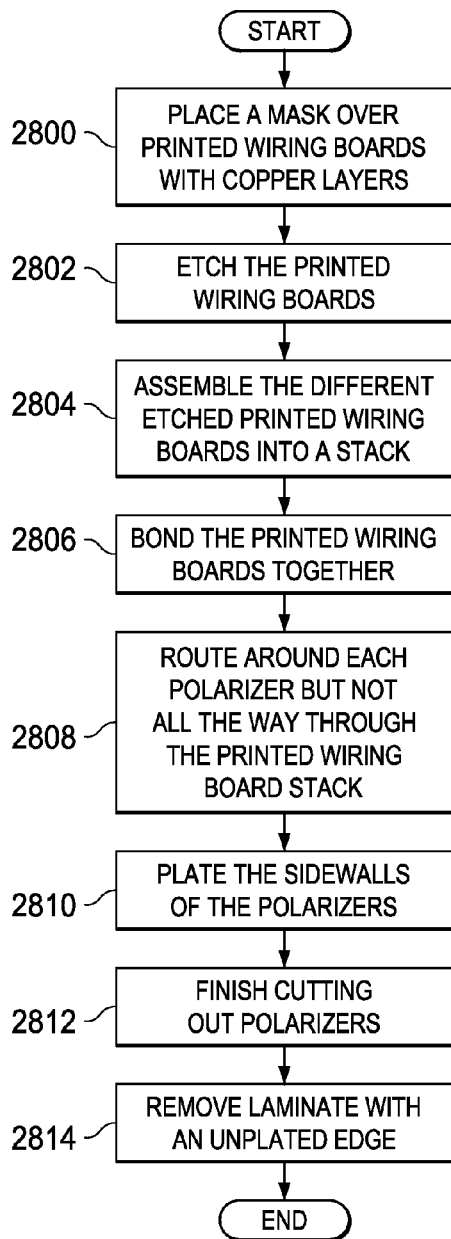 START
2800
PLACE A MASK OVER
PRINTED WIRING BOARDS
WITH COPPER LAYERS
2802
ETCH THE PRINTED
WIRING BOARDS
2804
ASSEMBLE THE DIFFERENT
ETCHED PRINTED WIRING
BOARDS INTO A STACK
2806
BOND THE PRINTED WIRING
BOARDS TOGETHER
2808
ROUTE AROUND EACH
POLARIZER BUT NOT
ALL THE WAY THROUGH
THE PRINTED WIRING
BOARD STACK
2810
PLATE THE SIDEWALLS
OF THE POLARIZERS
2812
FINISH CUTTING
OUT POLARIZERS
2814
REMOVE LAMINATE WITH
AN UNPLATED EDGE
END